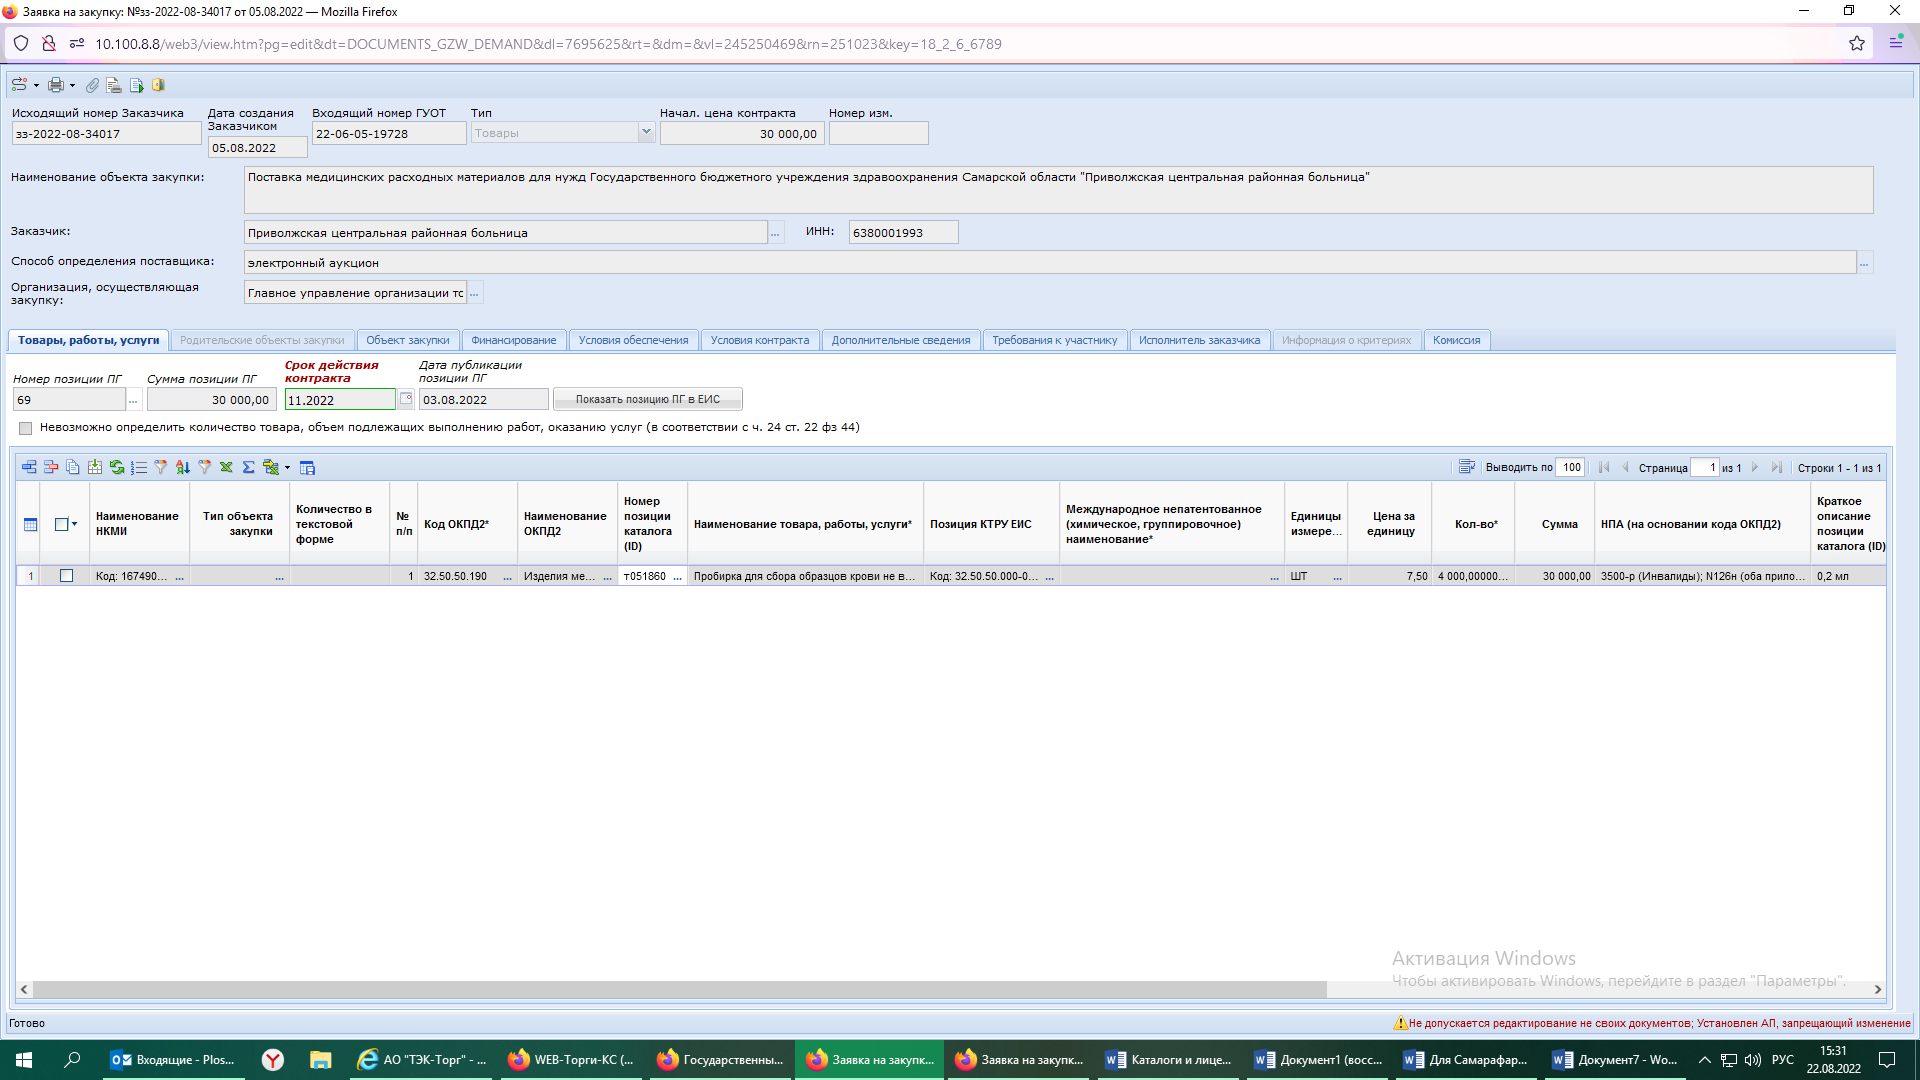 Заявка на закупку: №зз-2022-08-34017 от 05.08.2022 — Mozilla Firefox
10.100.8.8/web3/view.htm?pg=edit&dt=DOCUMENTS_GZW_DEMAND&dl=7695625&rt=&dm=&vl=245250469&rn=251023&key=18_2_6_6789
Исходящий номер Заказчика
Дата создания Заказчиком
Входящий номер ГУОТ
Тип
Начал. цена контракта
Номер изм.
зз-2022-08-34017
05.08.2022
22-06-05-19728
Товары
30 000,00
Наименование объекта закупки:
Поставка медицинских расходных материалов для нужд Государственного бюджетного учреждения здравоохранения Самарской области "Приволжская центральная районная больница"
Заказчик:
Приволжская центральная районная больница
...
ИНН:
6380001993
Способ определения поставщика:
электронный аукцион
...
Организация, осуществляющая
закупку:
Главное управление организации тс
...
Товары, работы, услуги
Родительские объекты закупки
Объект закупки
Финансирование
Условия обеспечения
Условия контракта
Дополнительные сведения
Требования к участнику
Исполнитель заказчика
Информация о критериях
Комиссия
Номер позиции ПГ
Сумма позиции ПГ
Срок действия
контракта
Дата публикации
позиции ПГ
69
...
30 000,00
11.2022
03.08.2022
Показать позицию ПГ в ЕИС
Невозможно определить количество товара, объем подлежащих выполнению работ, оказанию услуг (в соответствии с ч. 24 ст. 22 фз 44)
Выводить по 100
Страница 1 из 1
Строки 1 - 1 из 1
Наименование НКМИ
Тип объекта закупки
Количество в текстовой форме
№ п/п
Код ОКПД2*
Наименование ОКПД2
Номер позиции каталога (ID)
Наименование товара, работы, услуги*
Позиция КТРУ ЕИС
Международное непатентованное (химическое, группировочное) наименование*
Единицы измере...
Цена за единицу
Кол-во*
Сумма
НПА (на основании кода ОКПД2)
Краткое описание позиции каталога (ID)
1 Код: 167490... ... ... 1 32.50.50.190 ... Изделия ме... ... т051860 ... Пробирка для сбора образцов крови не в... Код: 32.50.50.000-0... ... ... ШТ ... 7,50 4 000,00000... 30 000,00 3500-р (Инвалиды); N126н (оба прило... 0,2 мл
Активация Windows
Чтобы активировать Windows, перейдите в раздел "Параметры".
Готово
Не допускается редактирование не своих документов; Установлен АП, запрещающий изменение
Входящие - Plos...
АО "ТЭК-Торг" - ...
WEB-Торги-КС (...
Государственны...
Заявка на закупк...
Заявка на закупк...
Каталоги и лице...
Документ1 (восс...
Для Самарафар...
Документ7 - Wo...
РУС
15:31
22.08.2022